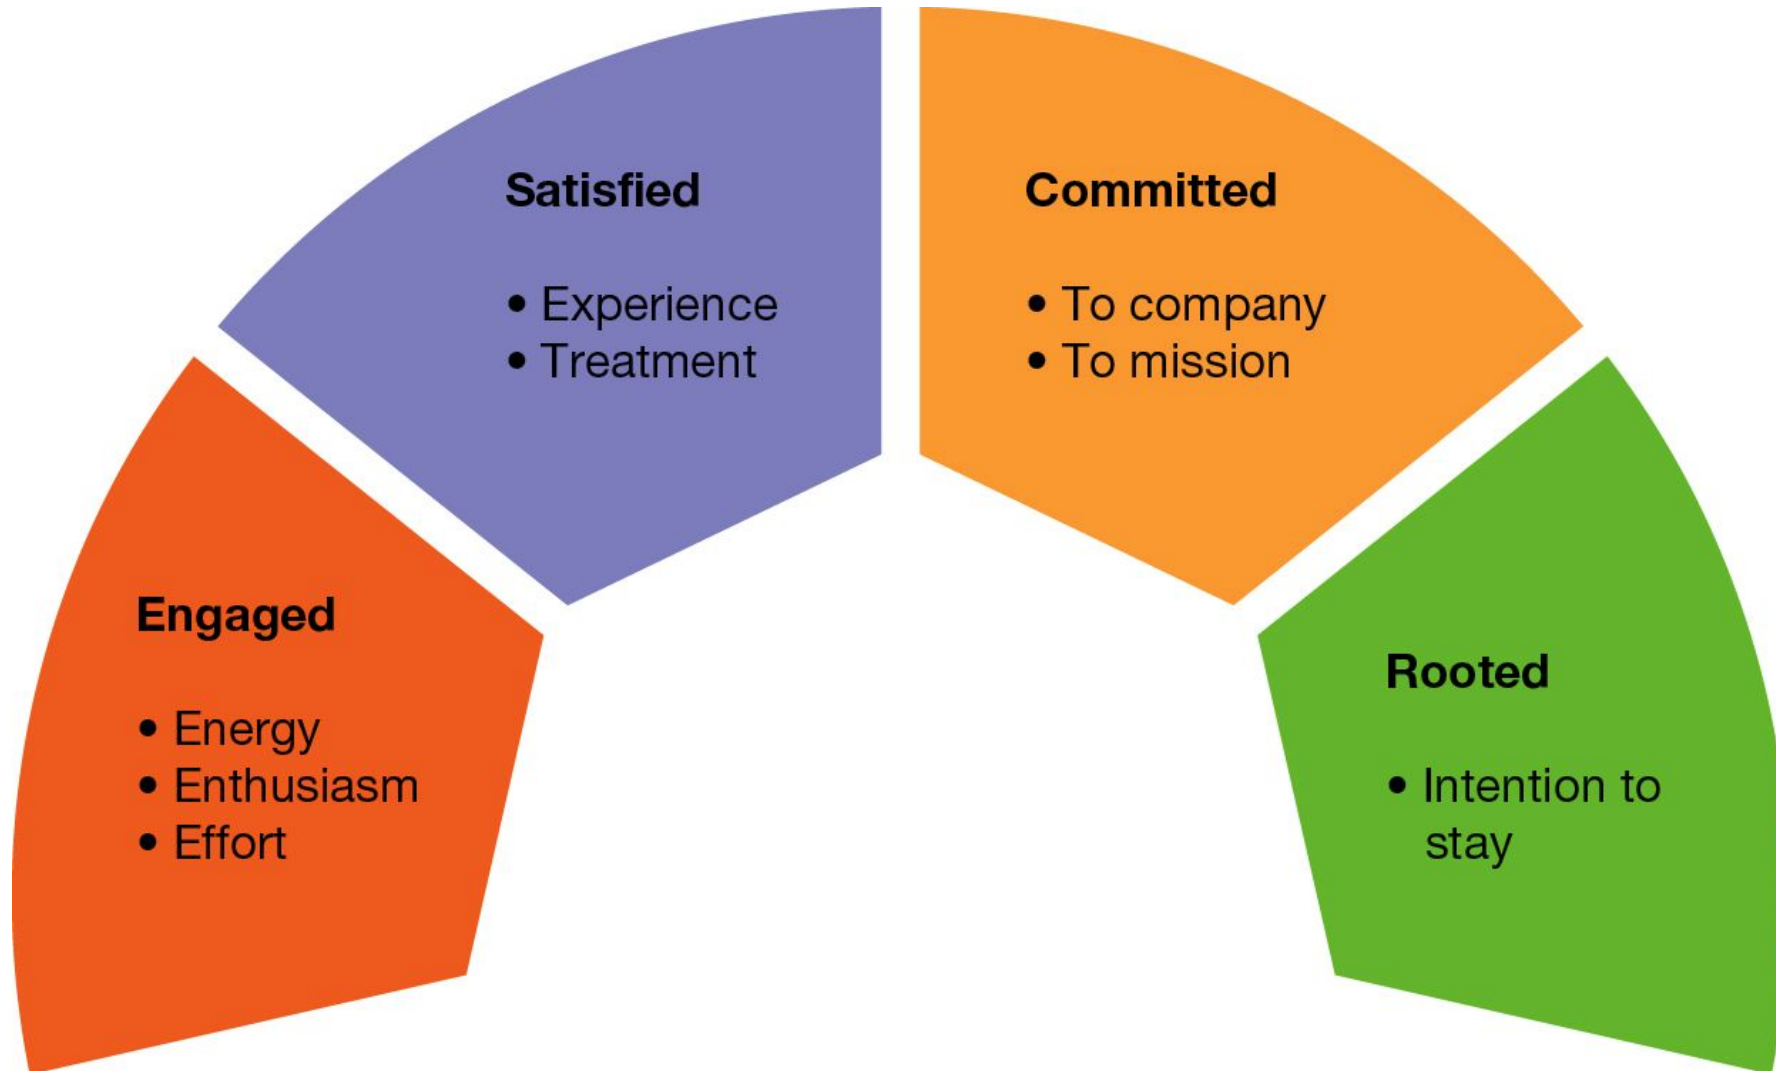 Satisfied
• Experience
• Treatment
Committed
• To company
• To mission
Engaged
• Energy
• Enthusiasm
• Effort
Rooted
• Intention to
stay